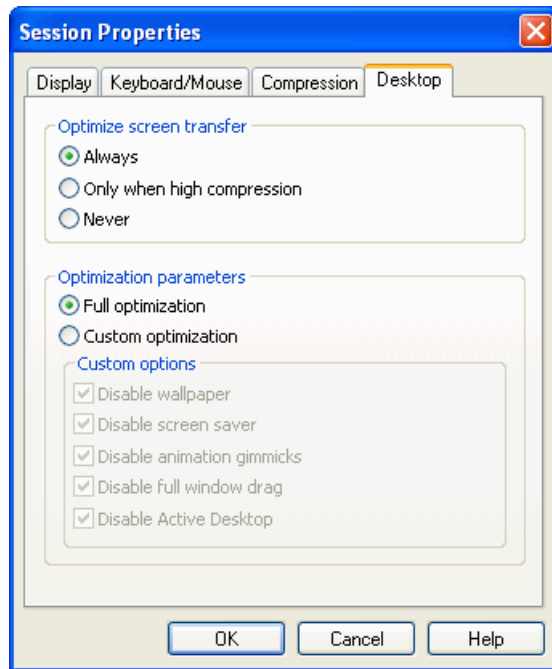 Session Properties
Display Keyboard/Mouse Compression Desktop
Optimize screen transfer
Always
Only when high compression
Never
Optimization parameters
Full optimization
Custom optimization
Custom options
Disable wallpaper
Disable screen saver
Disable animation gimmicks
Disable full window drag
Disable Active Desktop
OK Cancel Help